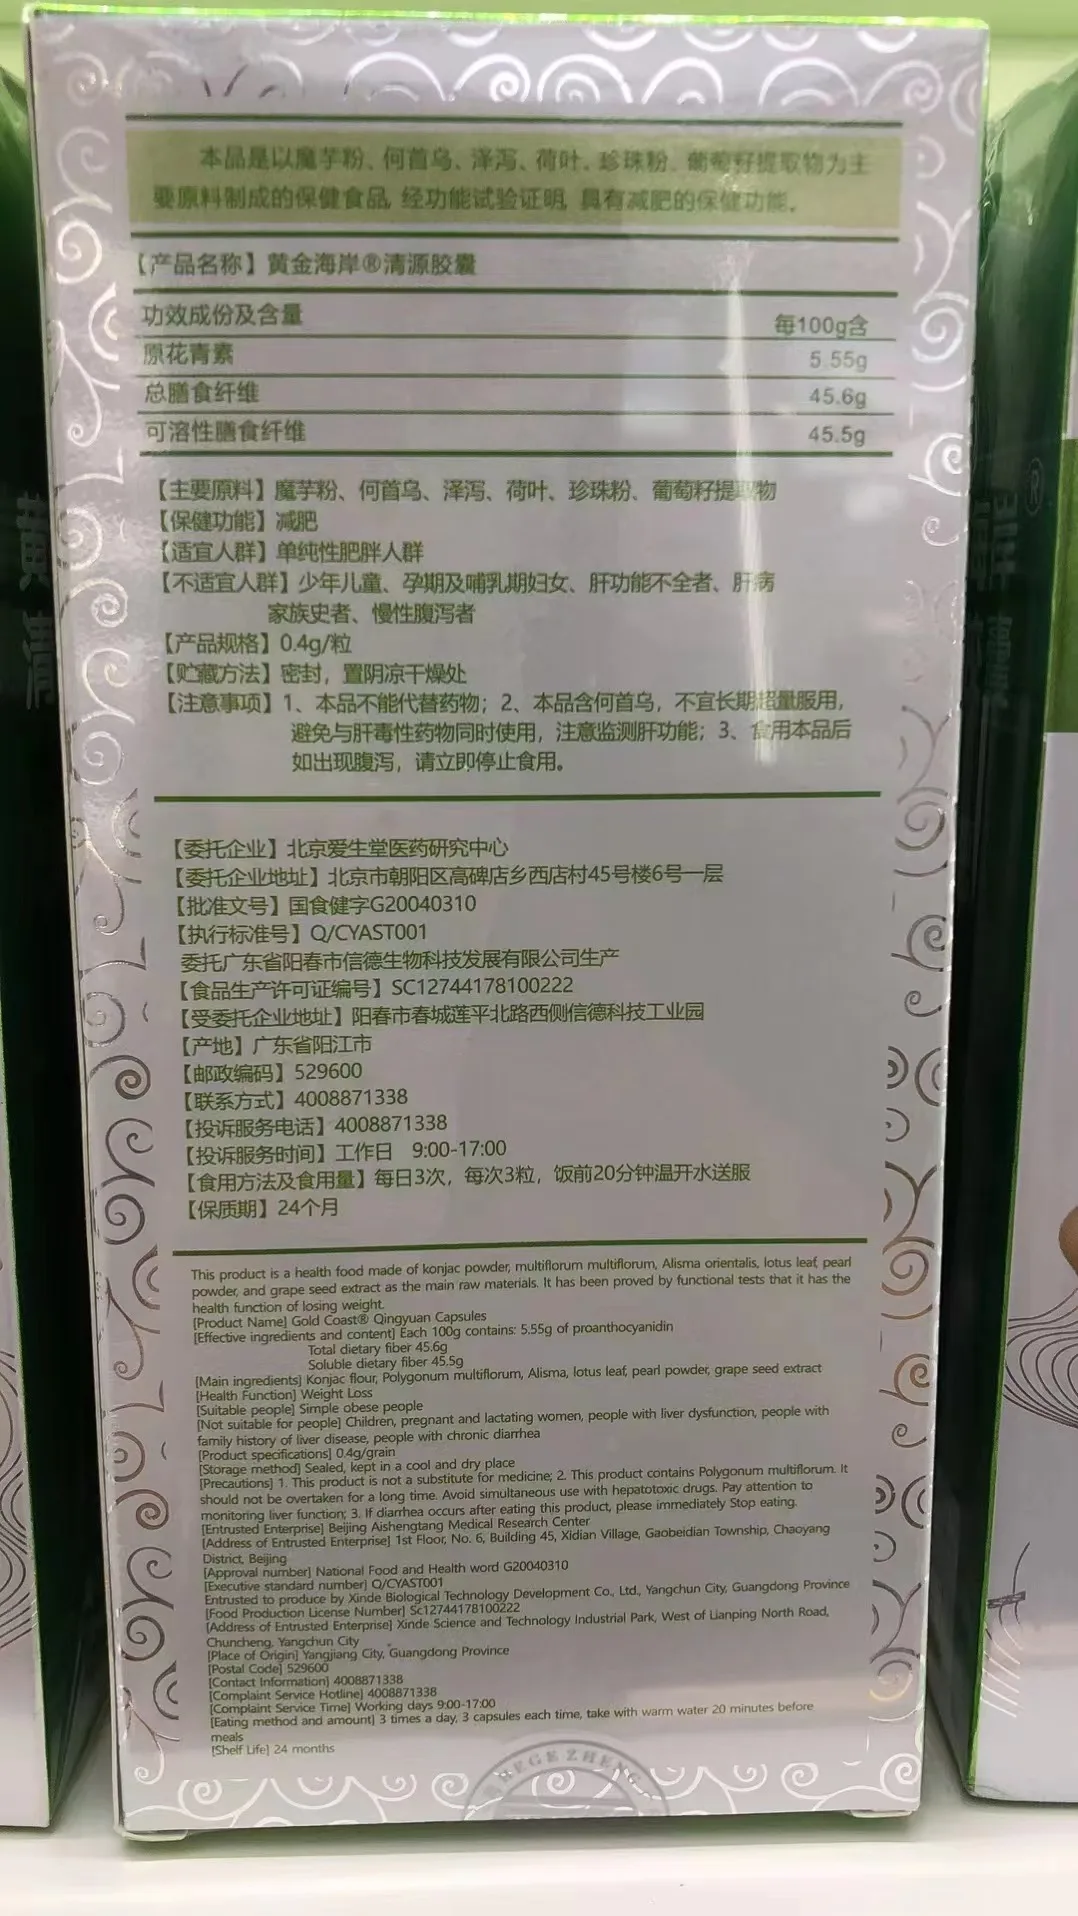 本品是以魔芋粉、何首乌、泽泻、荷叶、珍珠粉、葡萄籽提取物为主
要原料制成的保健食品,经功能试验证明,具有减肥的保健功能。
【产品名称】黄金海岸®清源胶囊
功效成份及含量 每100g含
原花青素 5.55g
总膳食纤维 45.6g
可溶性膳食纤维 45.5g
【主要原料】魔芋粉、何首乌、泽泻、荷叶、珍珠粉、葡萄籽提取物
【保健功能】减肥
【适宜人群】单纯性肥胖人群
【不适宜人群】少年儿童、孕期及哺乳期妇女、肝功能不全者、肝病
家族史者、慢性腹泻者
【产品规格】0.4g/粒
【贮藏方法】密封，置阴凉干燥处
【注意事项】1、本品不能代替药物；2、本品含何首乌，不宜长期超量服用，
避免与肝毒性药物同时使用，注意监测肝功能；3、食用本品后
如出现腹泻，请立即停止食用。
【委托企业】北京爱生堂医药研究中心
【委托企业地址】北京市朝阳区高碑店乡西店村45号楼6号一层
【批准文号】国食健字G20040310
【执行标准号】Q/CYAST001
委托广东省阳春市信德生物科技发展有限公司生产
【食品生产许可证编号】SC12744178100222
【受委托企业地址】阳春市春城莲平北路西侧信德科技工业园
【产地】广东省阳江市
【邮政编码】529600
【联系方式】4008871338
【投诉服务电话】4008871338
【投诉服务时间】工作日 9:00-17:00
【食用方法及食用量】每日3次，每次3粒，饭前20分钟温开水送服
【保质期】24个月
This product is a health food made of konjac powder, multiflorum multiflorum, Alisma orientalis, lotus leaf, pearl
powder, and grape seed extract as the main raw materials. It has been proved by functional tests that it has the
health function of losing weight.
[Product Name] Gold Coast® Qingyuan Capsules
[Effective ingredients and content] Each 100g contains: 5.55g of proanthocyanidin
Total dietary fiber 45.6g
Soluble dietary fiber 45.5g
[Main ingredients] Konjac flour, Polygonum multiflorum, Alisma, lotus leaf, pearl powder, grape seed extract
[Health Function] Weight Loss
[Suitable people] Simple obese people
[Not suitable for people] Children, pregnant and lactating women, people with liver dysfunction, people with
family history of liver disease, people with chronic diarrhea
[Product specifications] 0.4g/grain
[Storage method] Sealed, kept in a cool and dry place
[Precautions] 1. This product is not a substitute for medicine; 2. This product contains Polygonum multiflorum. It
should not be overtaken for a long time. Avoid simultaneous use with hepatotoxic drugs. Pay attention to
monitoring liver function; 3. If diarrhea occurs after eating this product, please immediately Stop eating.
[Entrusted Enterprise] Beijing Aishengtang Medical Research Center
[Address of Entrusted Enterprise] 1st Floor, No. 6, Building 45, Xidian Village, Gaobeidian Township, Chaoyang
District, Beijing
[Approval number] National Food and Health word G20040310
[Executive standard number] Q/CYAST001
Entrusted to produce by Xinde Biological Technology Development Co., Ltd., Yangchun City, Guangdong Province
[Food Production License Number] Sc12744178100222
[Address of Entrusted Enterprise] Xinde Science and Technology Industrial Park, West of Lianping North Road,
Chuncheng, Yangchun City
[Place of Origin] Yangjiang City, Guangdong Province
[Postal Code] 529600
[Contact Information] 4008871338
[Complaint Service Hotline] 4008871338
[Complaint Service Time] Working days 9:00-17:00
[Eating method and amount] 3 times a day, 3 capsules each time, take with warm water 20 minutes before
meals
[Shelf Life] 24 months